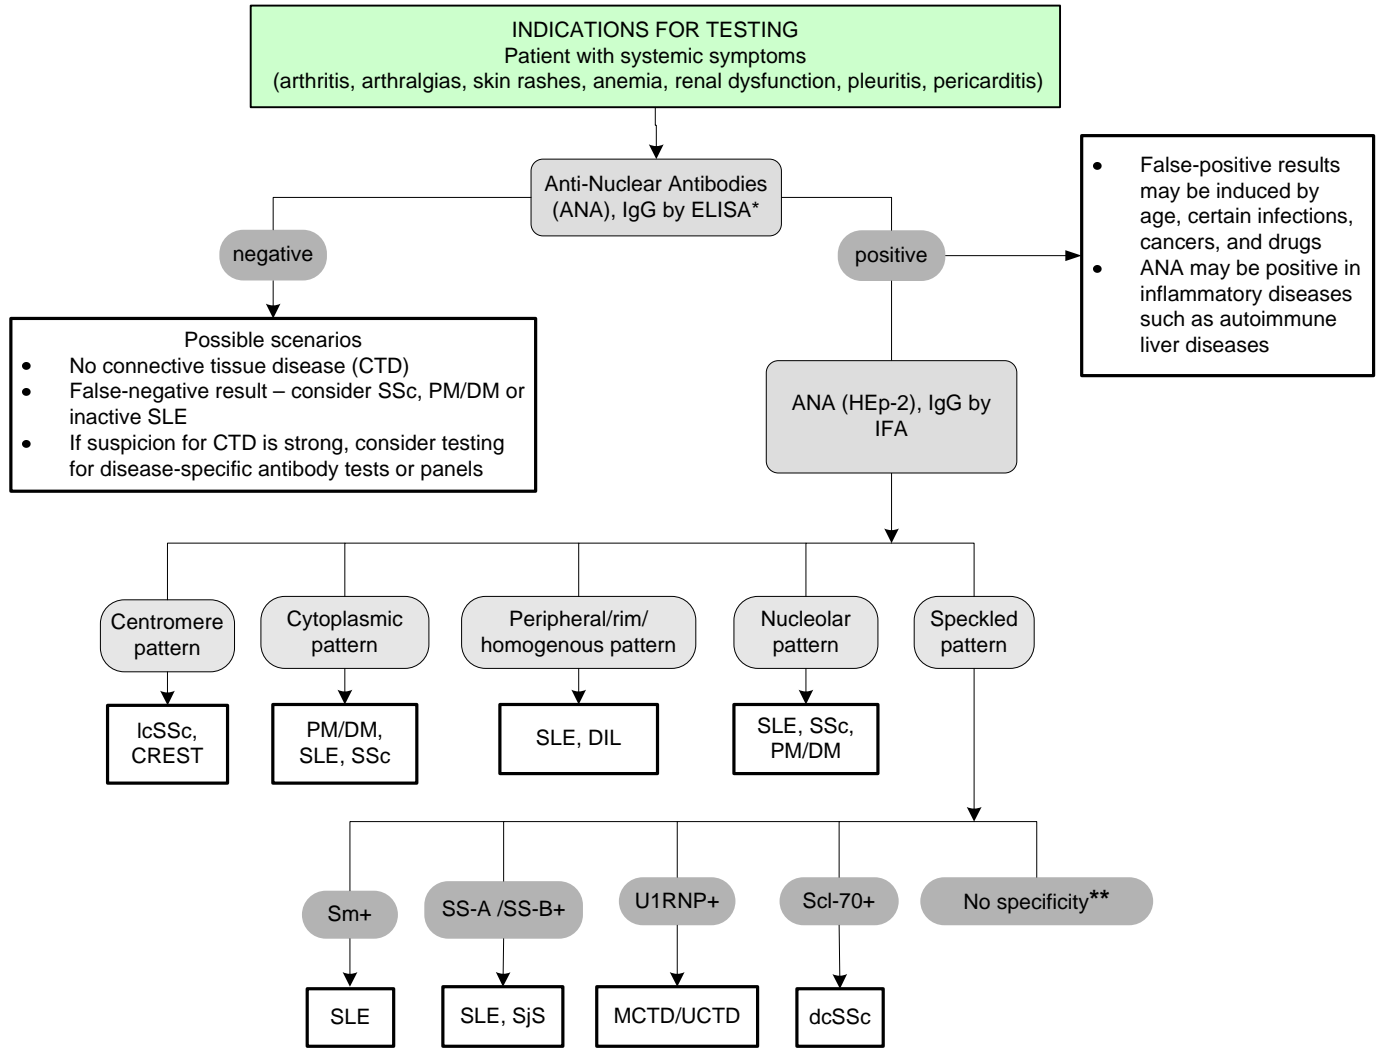 INDICATIONS FOR TESTING
Patient with systemic symptoms
(arthritis, arthralgias, skin rashes, anemia, renal dysfunction, pleuritis, pericarditis)
Anti-Nuclear Antibodies
(ANA), IgG by ELISA*
negative
positive
• False-positive results
may be induced by
age, certain infections,
cancers, and drugs
• ANA may be positive in
inflammatory diseases
such as autoimmune
liver diseases
Possible scenarios
• No connective tissue disease (CTD)
• False-negative result – consider SSc, PM/DM or
inactive SLE
• If suspicion for CTD is strong, consider testing
for disease-specific antibody tests or panels
ANA (HEp-2), IgG by
IFA
Centromere
pattern
Cytoplasmic
pattern
Peripheral/rim/
homogenous pattern
Nucleolar
pattern
Speckled
pattern
lcSSc,
CREST
PM/DM,
SLE, SSc
SLE, DIL
SLE, SSc,
PM/DM
Sm+
SS-A /SS-B+
U1RNP+
Scl-70+
No specificity**
SLE
SLE, SjS
MCTD/UCTD
dcSSc